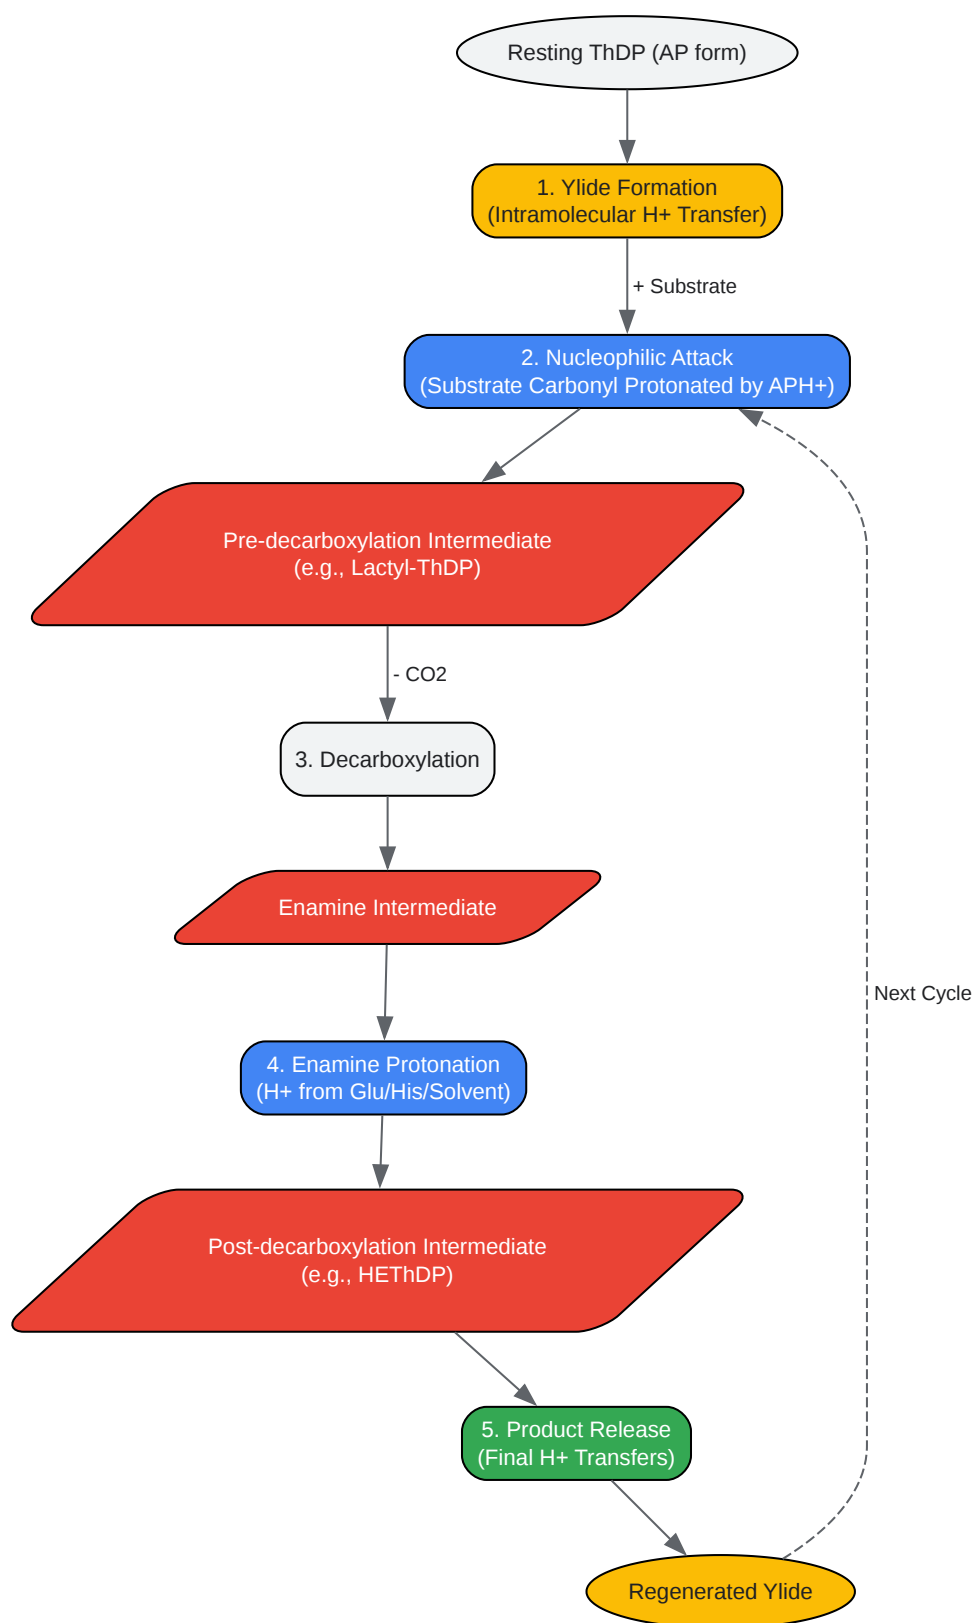 Resting ThDP (AP form)
1. Ylide Formation
(Intramolecular H+ Transfer)
+ Substrate
2. Nucleophilic Attack
(Substrate Carbonyl Protonated by APH+)
Pre-decarboxylation Intermediate
(e.g., Lactyl-ThDP)
- CO2
3. Decarboxylation
Enamine Intermediate
Next Cycle
4. Enamine Protonation
(H+ from Glu/His/Solvent)
Post-decarboxylation Intermediate
(e.g., HEThDP)
5. Product Release
(Final H+ Transfers)
Regenerated Ylide